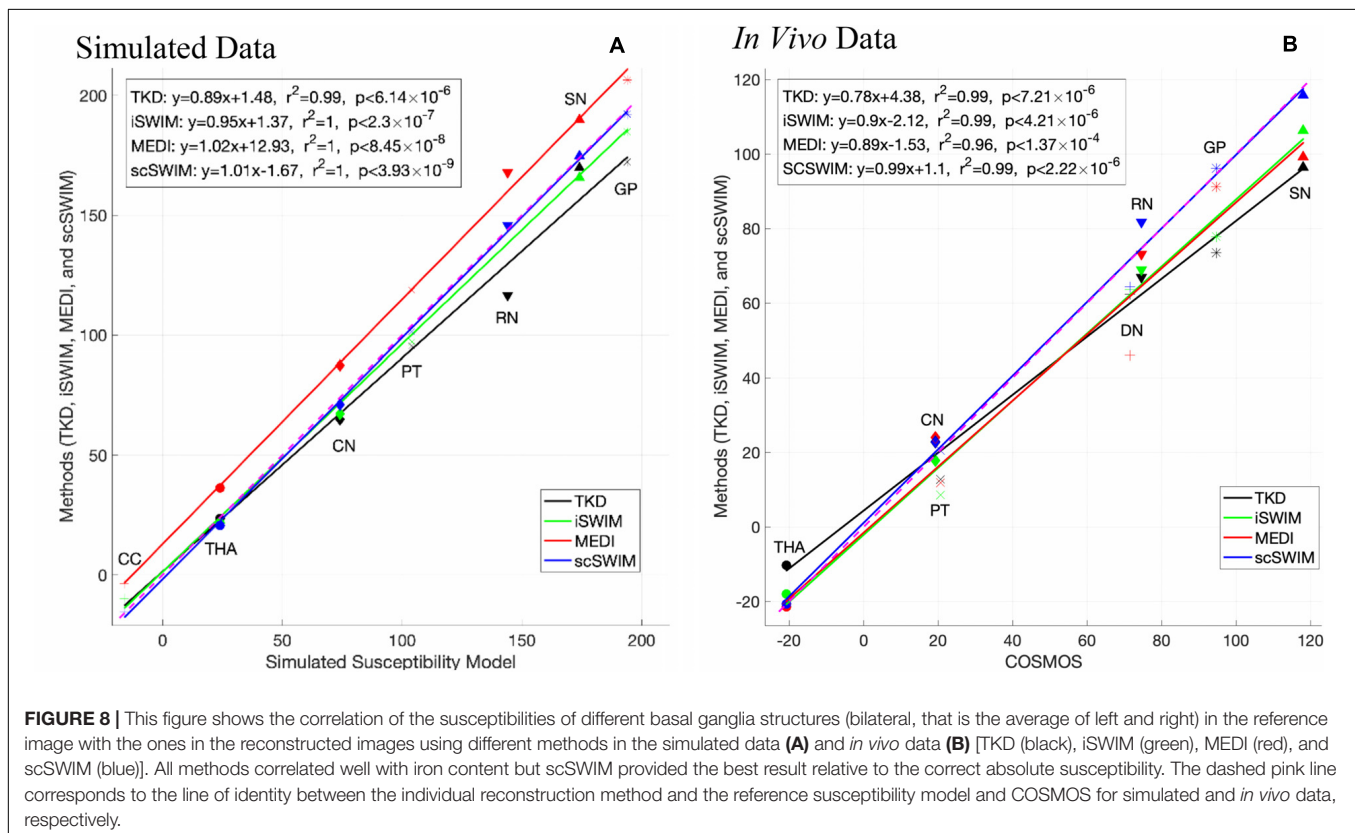 Simulated Data
A
TKD: y=0.89x+1.48, r²=0.99, p<6.14×10⁻⁶
iSWIM: y=0.95x+1.37, r²=1, p<2.3×10⁻⁷
MEDI: y=1.02x+12.93, r²=1, p<8.45×10⁻⁸
scSWIM: y=1.01x-1.67, r²=1, p<3.93×10⁻⁹
Methods (TKD, iSWIM, MEDI, and scSWIM)
200
150
100
50
0
SN
GP
RN
PT
CN
THA
CC
TKD
iSWIM
MEDI
scSWIM
0 50 100 150 200
Simulated Susceptibility Model
In Vivo Data
B
TKD: y=0.78x+4.38, r²=0.99, p<7.21×10⁻⁶
iSWIM: y=0.9x-2.12, r²=0.99, p<4.21×10⁻⁶
MEDI: y=0.89x-1.53, r²=0.96, p<1.37×10⁻⁴
SCSWIM: y=0.99x+1.1, r²=0.99, p<2.22×10⁻⁶
Methods (TKD, iSWIM, MEDI, and scSWIM)
120
100
80
60
40
20
0
-20
GP
SN
RN
DN
CN
PT
THA
TKD
iSWIM
MEDI
scSWIM
-20 0 20 40 60 80 100 120
COSMOS
FIGURE 8 | This figure shows the correlation of the susceptibilities of different basal ganglia structures (bilateral, that is the average of left and right) in the reference
image with the ones in the reconstructed images using different methods in the simulated data (A) and in vivo data (B) [TKD (black), iSWIM (green), MEDI (red), and
scSWIM (blue)]. All methods correlated well with iron content but scSWIM provided the best result relative to the correct absolute susceptibility. The dashed pink line
corresponds to the line of identity between the individual reconstruction method and the reference susceptibility model and COSMOS for simulated and in vivo data,
respectively.